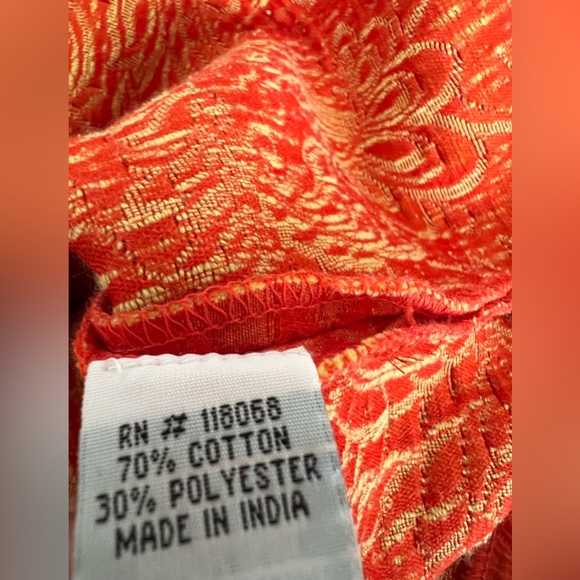 RN # 118068
70% COTTON
30% POLYESTER
MADE IN INDIA